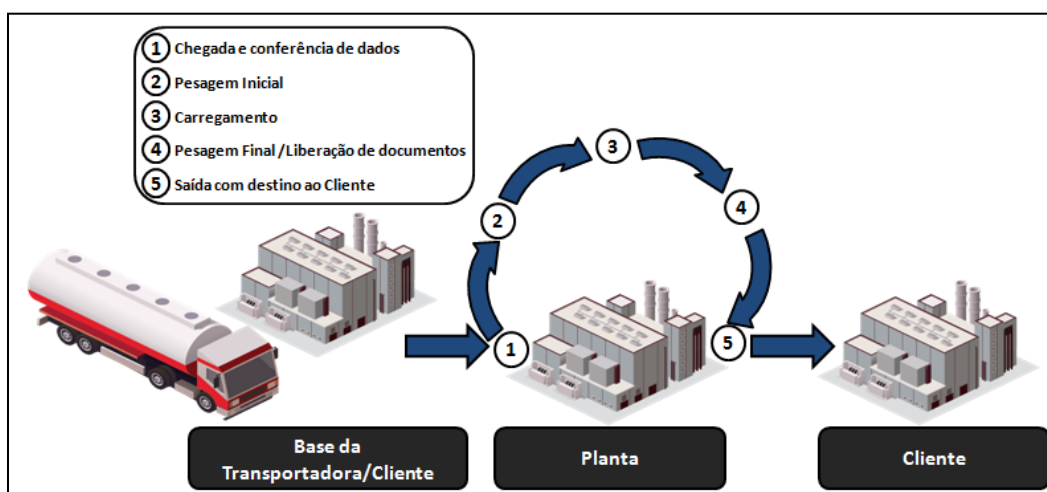 1 Chegada e conferência de dados
2 Pesagem Inicial
3 Carregamento
4 Pesagem Final /Liberação de documentos
5 Saída com destino ao Cliente
3
2
4
1
5
Base da
Transportadora/Cliente
Planta
Cliente